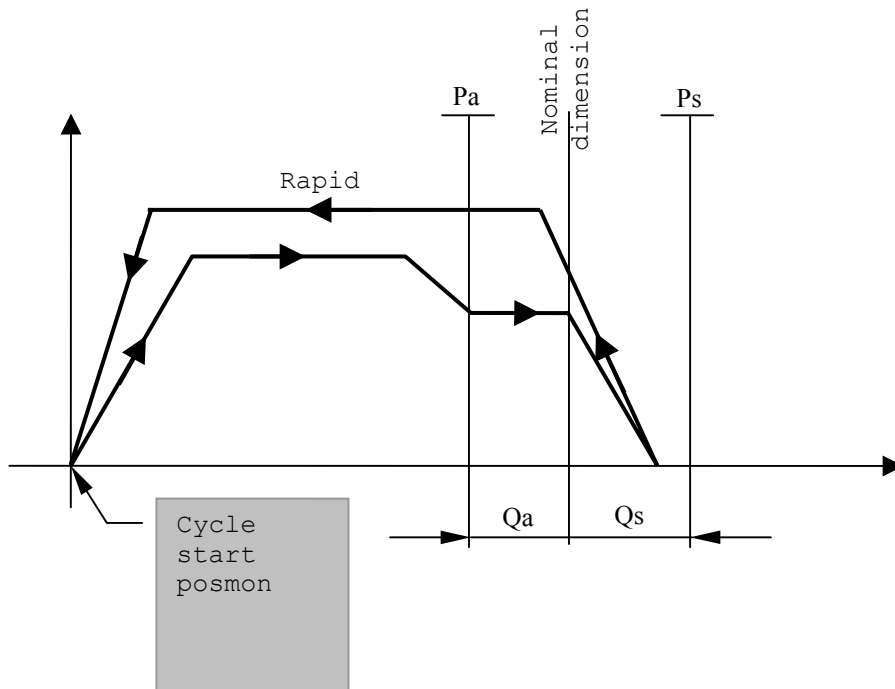 Nominal
dimension
Pa
Ps
Rapid
Qa
Qs
Cycle
start
posmon